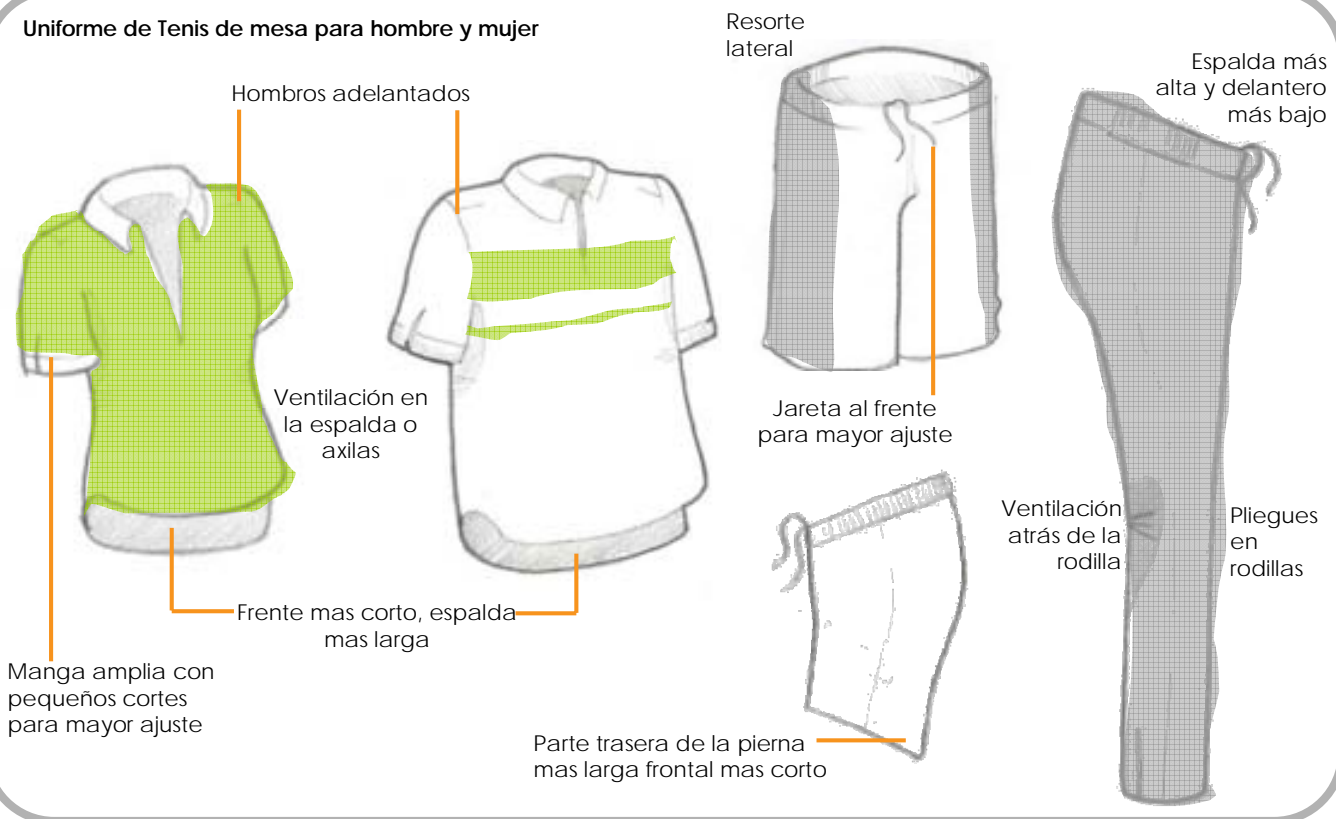 Uniforme de Tenis de mesa para hombre y mujer
Resorte
lateral
Espalda más
alta y delantero
más bajo
Hombros adelantados
Ventilación en
la espalda o
axilas
Jareta al frente
para mayor ajuste
Ventilación
atrás de la
rodilla
Pliegues
en
rodillas
Frente mas corto, espalda
mas larga
Manga amplia con
pequeños cortes
para mayor ajuste
Parte trasera de la pierna
mas larga frontal mas corto